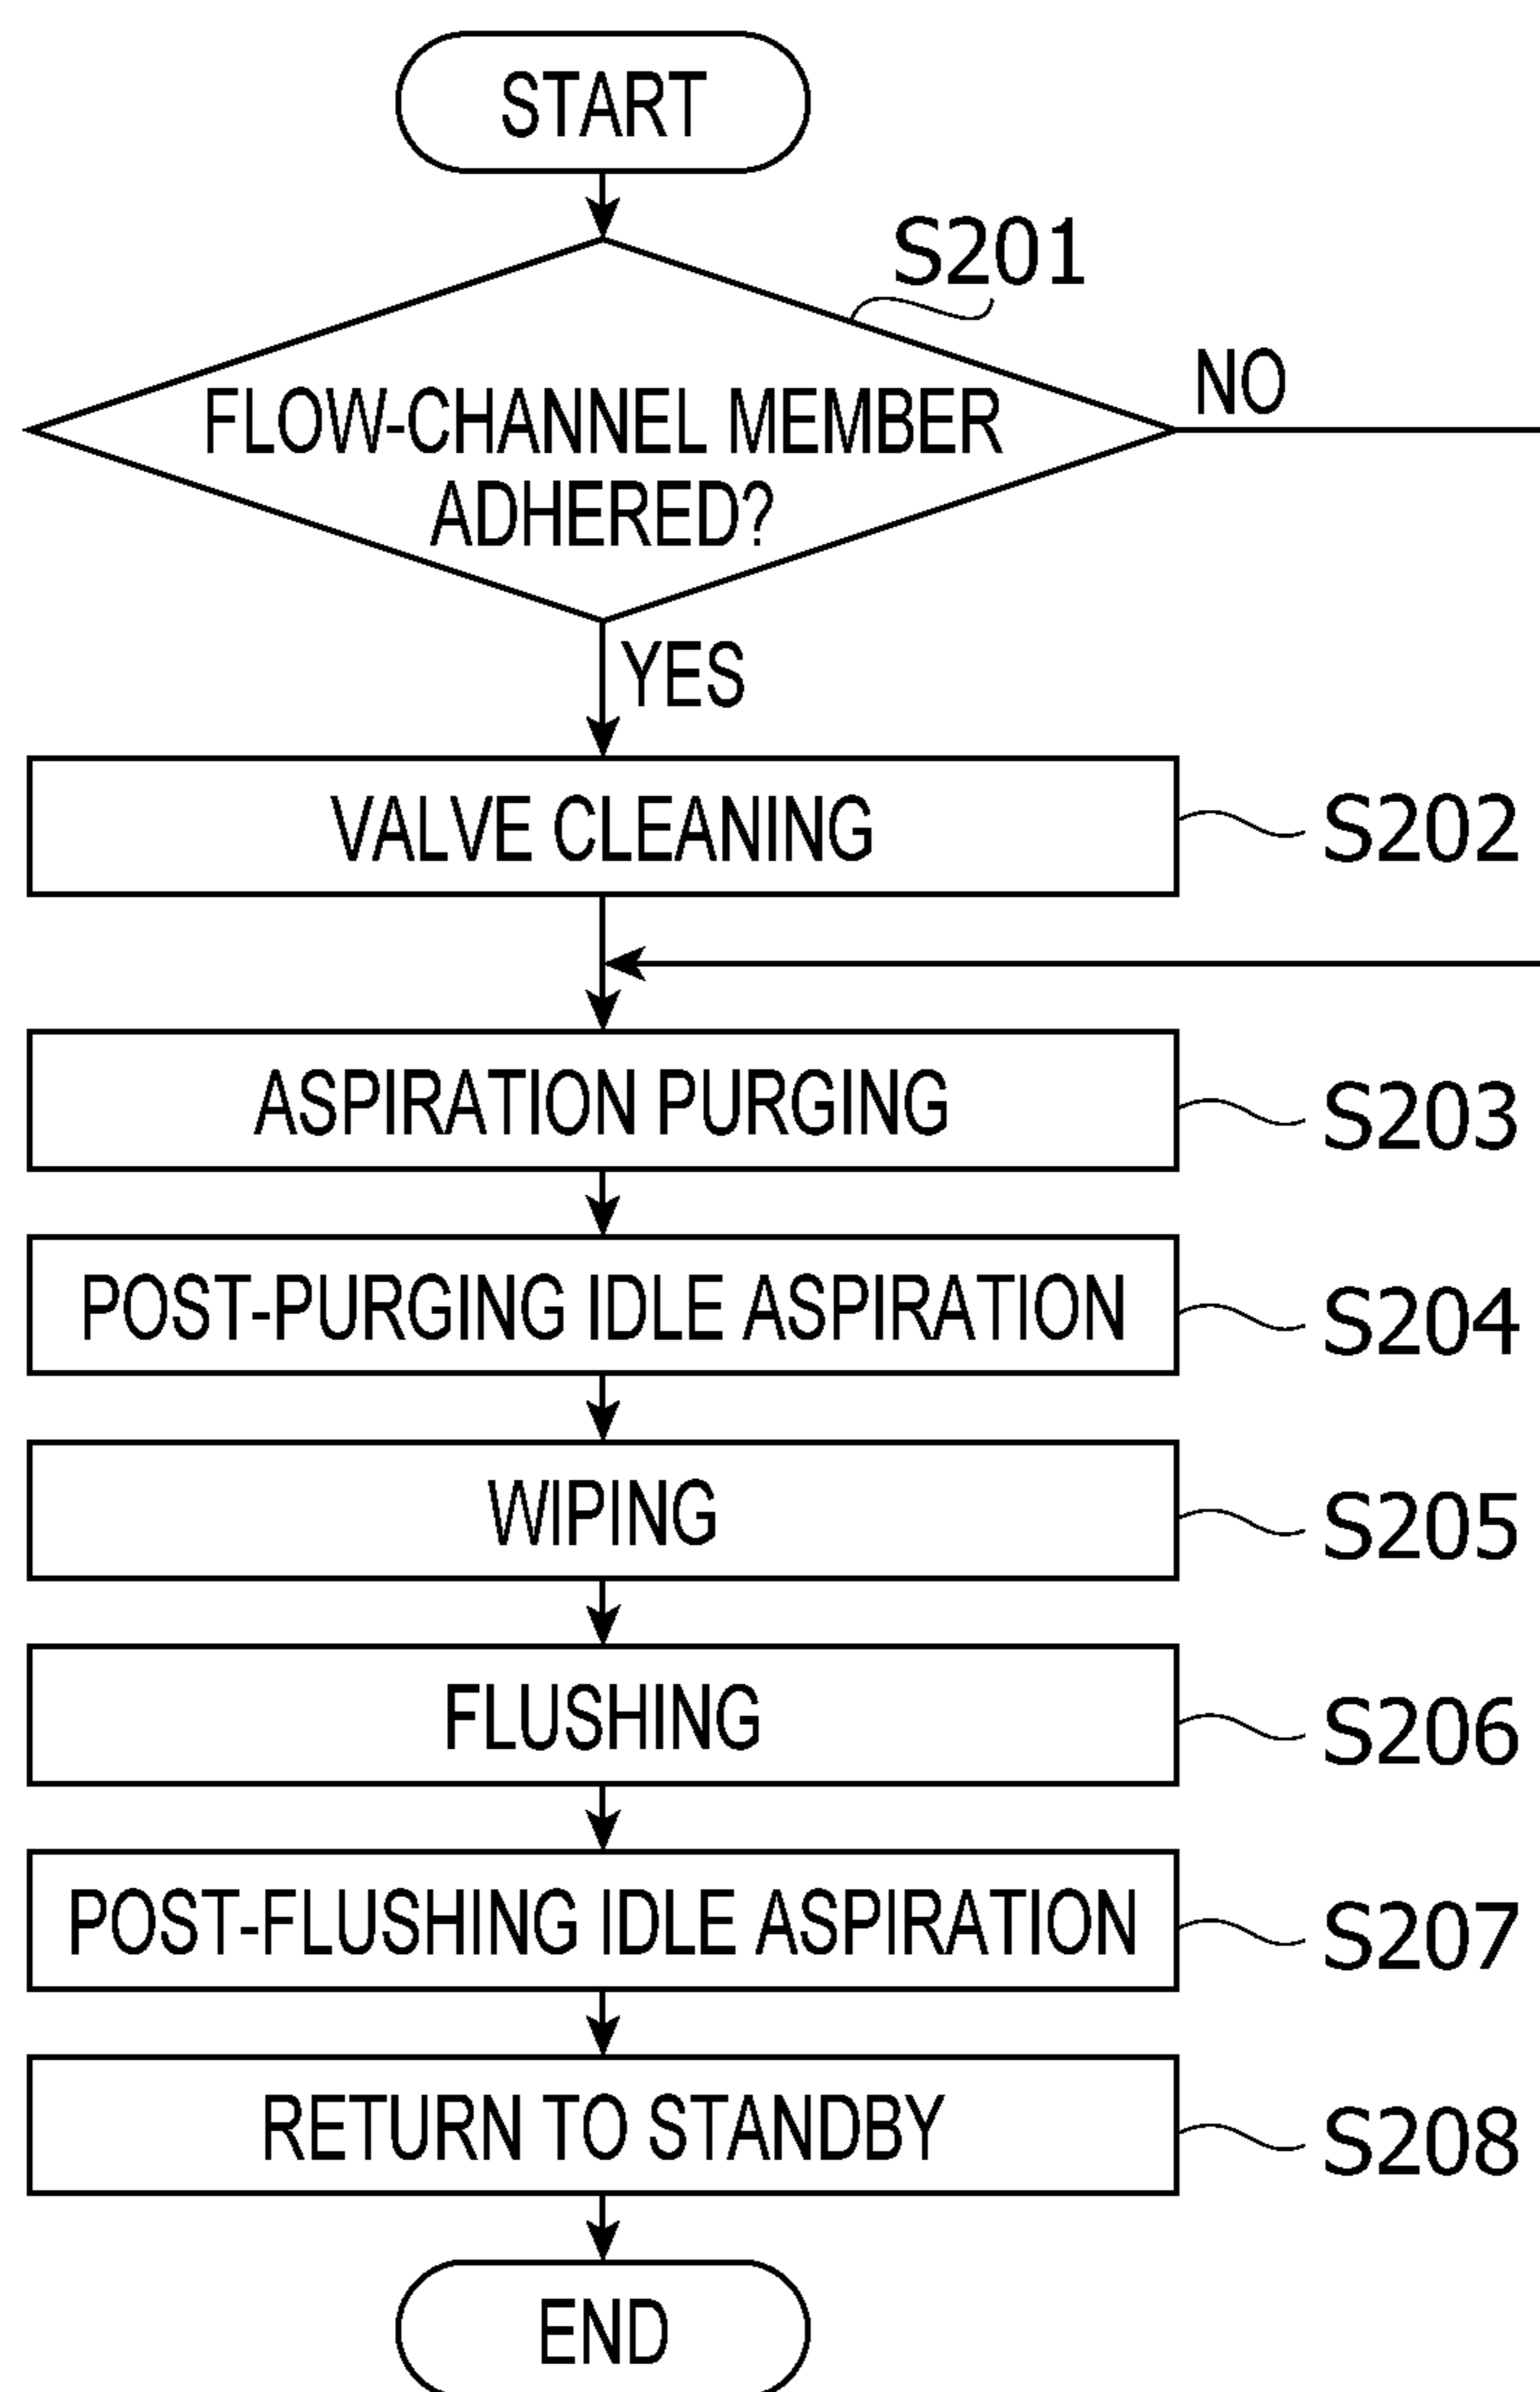 START
S201
FLOW-CHANNEL MEMBER
ADHERED?
NO
YES
VALVE CLEANING
S202
ASPIRATION PURGING
S203
POST-PURGING IDLE ASPIRATION
S204
WIPING
S205
FLUSHING
S206
POST-FLUSHING IDLE ASPIRATION
S207
RETURN TO STANDBY
S208
END